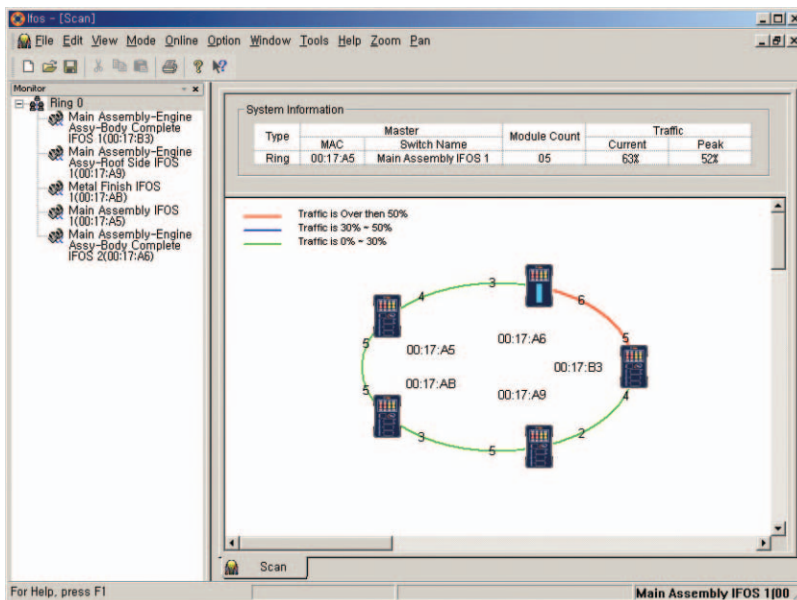 Ifos - [Scan]
File Edit View Mode Online Option Window Tools Help Zoom Pan
Monitor
Ring 0
Main Assembly-Engine
Assy-Body Complete
IFOS 1(00:17:B3)
Main Assembly-Engine
Assy-Roof Side IFOS
1(00:17:A9)
Metal Finish IFOS
1(00:17:AB)
Main Assembly IFOS
1(00:17:A5)
Main Assembly-Engine
Assy-Body Complete
IFOS 2(00:17:A6)
System Information
Type Master Module Count Traffic
MAC Switch Name Current Peak
Ring 00:17:A5 Main Assembly IFOS 1 05 63% 52%
Traffic is Over then 50%
Traffic is 30% ~ 50%
Traffic is 0% ~ 30%
4 3 6
5 00:17:A5 00:17:A6 5
00:17:B3
5 00:17:AB 00:17:A9 4
3 5 2
Scan
For Help, press F1
Main Assembly IFOS 1(00